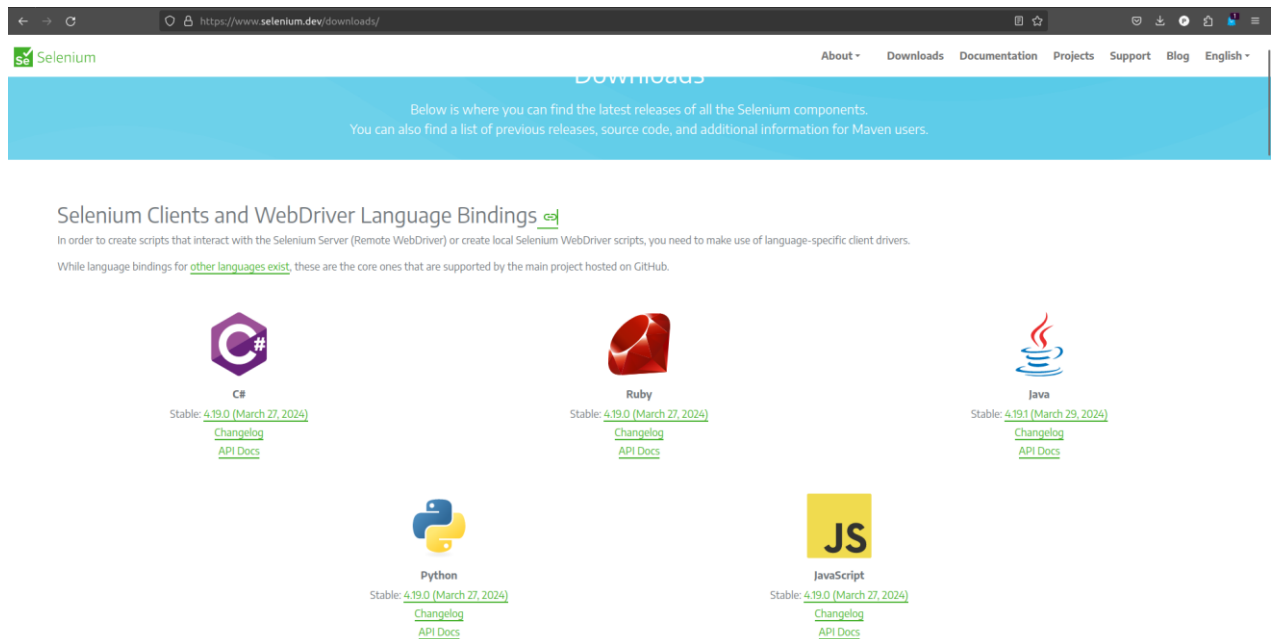 https://www.selenium.dev/downloads/
1
Se Selenium
About Downloads Documentation Projects Support Blog English
Downloads
Below is where you can find the latest releases of all the Selenium components.
You can also find a list of previous releases, source code, and additional information for Maven users.
Selenium Clients and WebDriver Language Bindings
In order to create scripts that interact with the Selenium Server (Remote WebDriver) or create local Selenium WebDriver scripts, you need to make use of language-specific client drivers.
While language bindings for other languages exist, these are the core ones that are supported by the main project hosted on GitHub.
C#
C#
Stable: 4.19.0 (March 27, 2024)
Changelog
API Docs
Ruby
Stable: 4.19.0 (March 27, 2024)
Changelog
API Docs
Java
Stable: 4.19.1 (March 29, 2024)
Changelog
API Docs
Python
Stable: 4.19.0 (March 27, 2024)
Changelog
API Docs
JS
JavaScript
Stable: 4.19.0 (March 27, 2024)
Changelog
API Docs